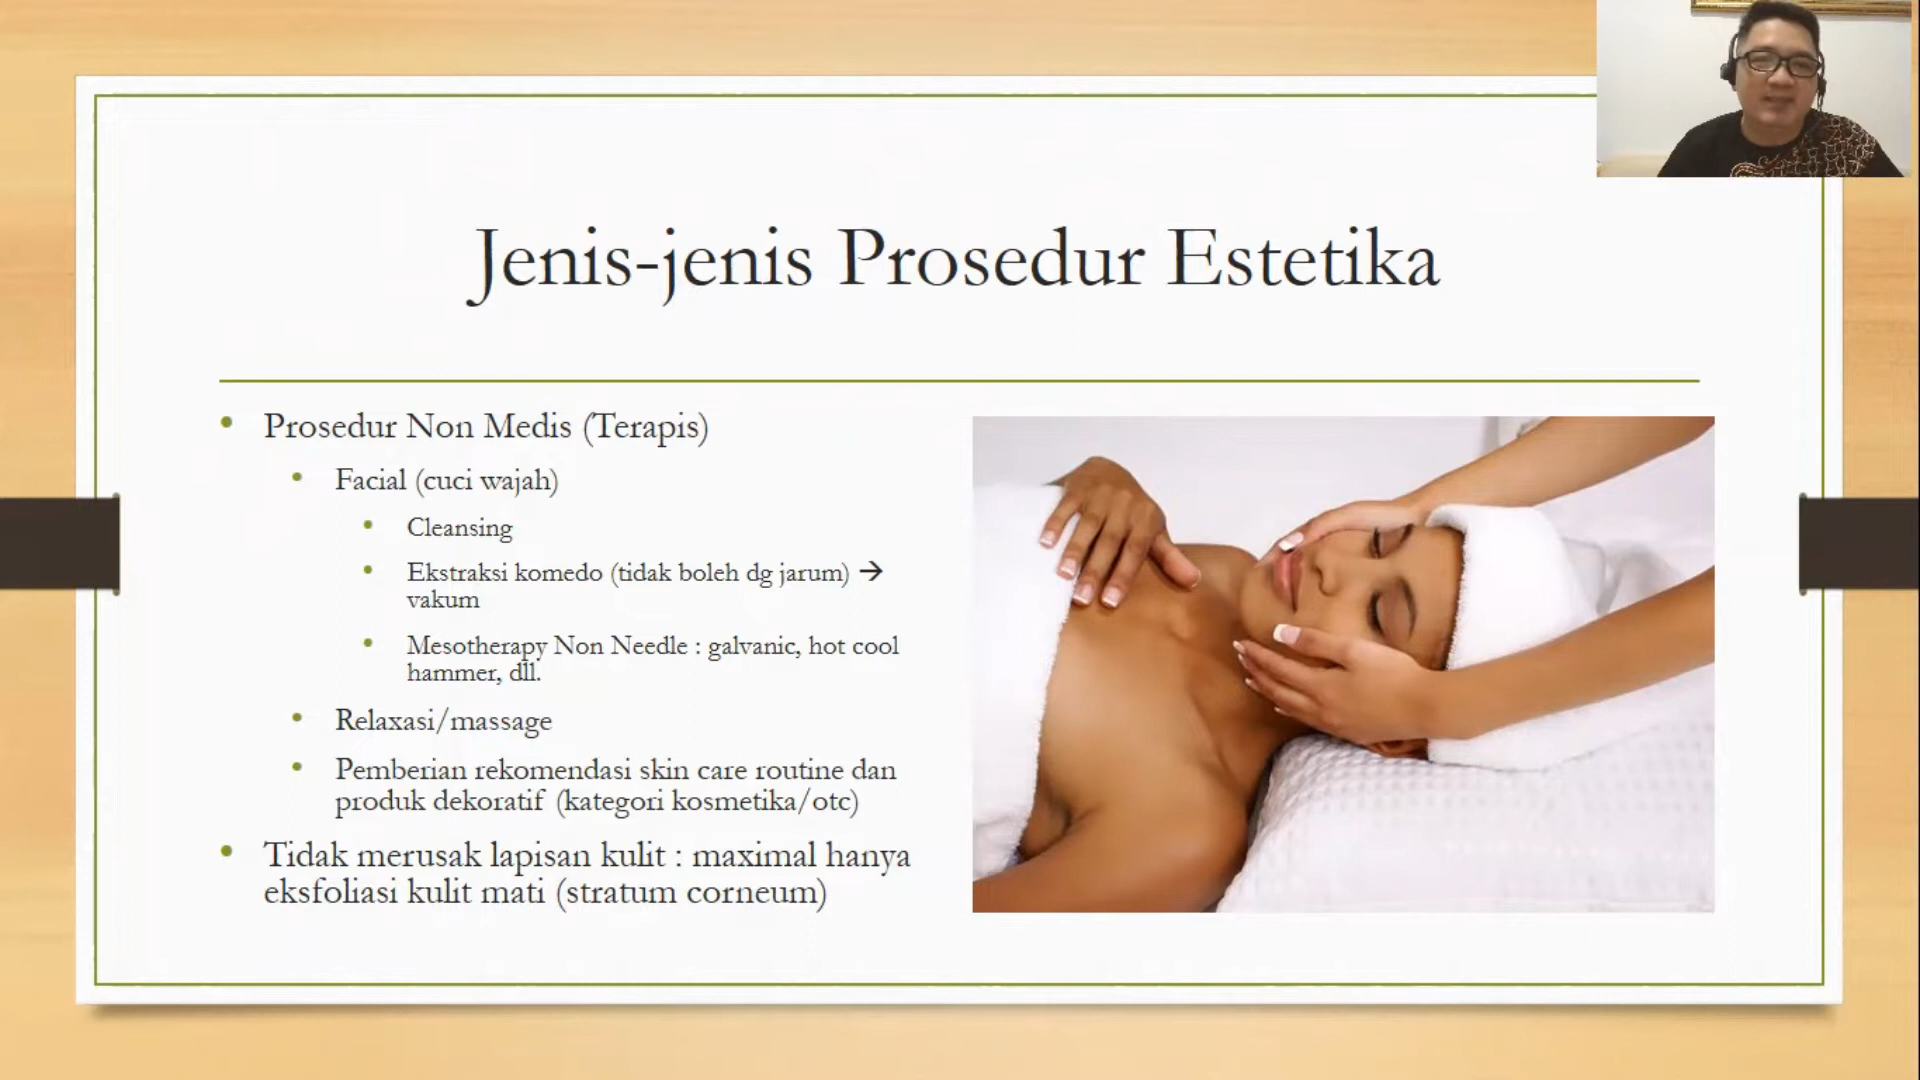 Jenis-jenis Prosedur Estetika
• Prosedur Non Medis (Terapis)
• Facial (cuci wajah)
• Cleansing
• Ekstraksi komedo (tidak boleh dg jarum) →
vakum
• Mesotherapy Non Needle : galvanic, hot cool
hammer, dll.
• Relaxasi/massage
• Pemberian rekomendasi skin care routine dan
produk dekoratif (kategori kosmetika/otc)
• Tidak merusak lapisan kulit : maximal hanya
eksfoliasi kulit mati (stratum corneum)